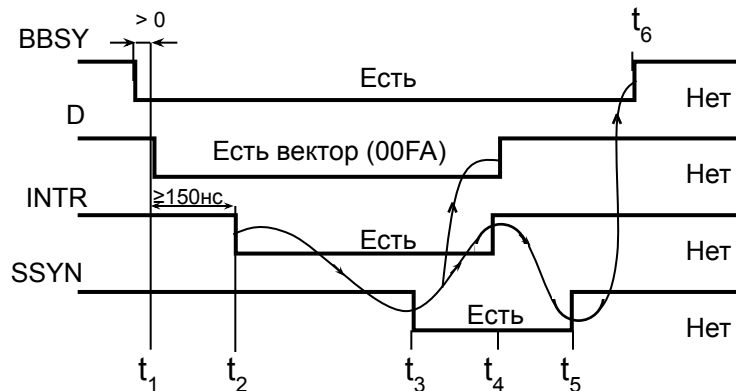 > 0
t6
BBSY
Есть
Нет
D
Есть вектор (00FA)
Нет
INTR
≥150нс
Есть
Нет
SSYN
Есть
Нет
t1 t2 t3 t4 t5